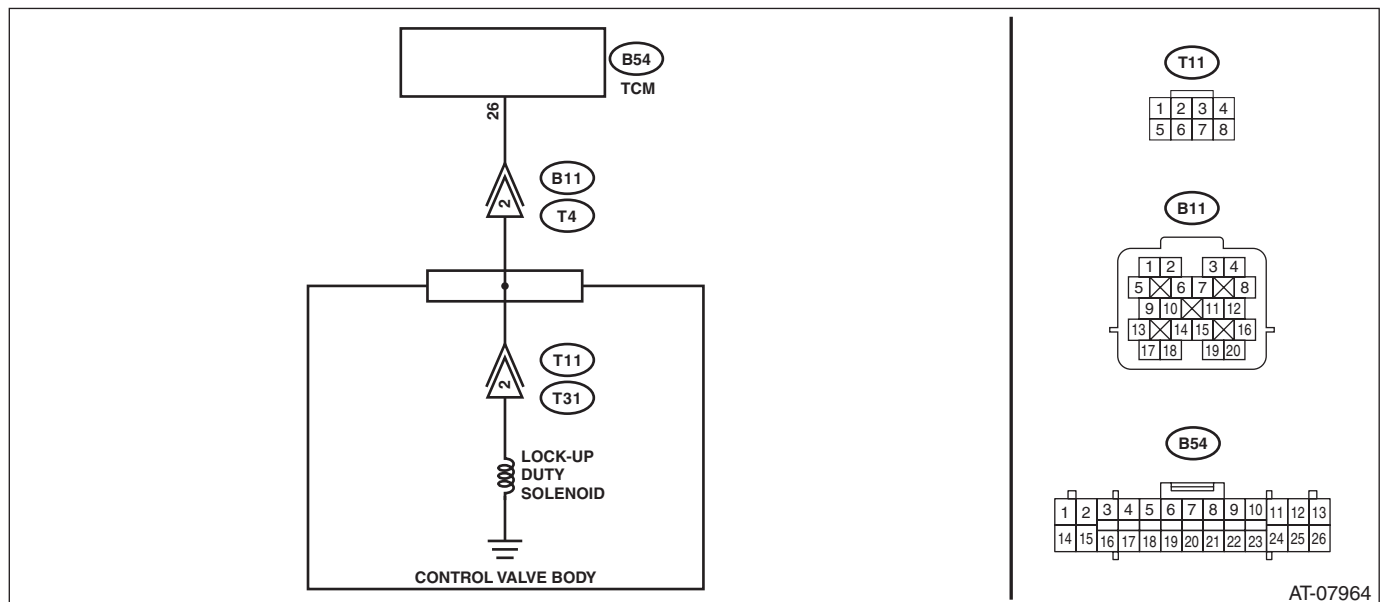 B54
TCM
26
B11
2
T4
T11
2
T31
LOCK-UP
DUTY
SOLENOID
CONTROL VALVE BODY
T11
1 2 3 4
5 6 7 8
B11
1 2 3 4
5 6 7 8
9 10 11 12
13 14 15 16
17 18 19 20
B54
1 2 3 4 5 6 7 8 9 10 11 12 13
14 15 16 17 18 19 20 21 22 23 24 25 26
AT-07964